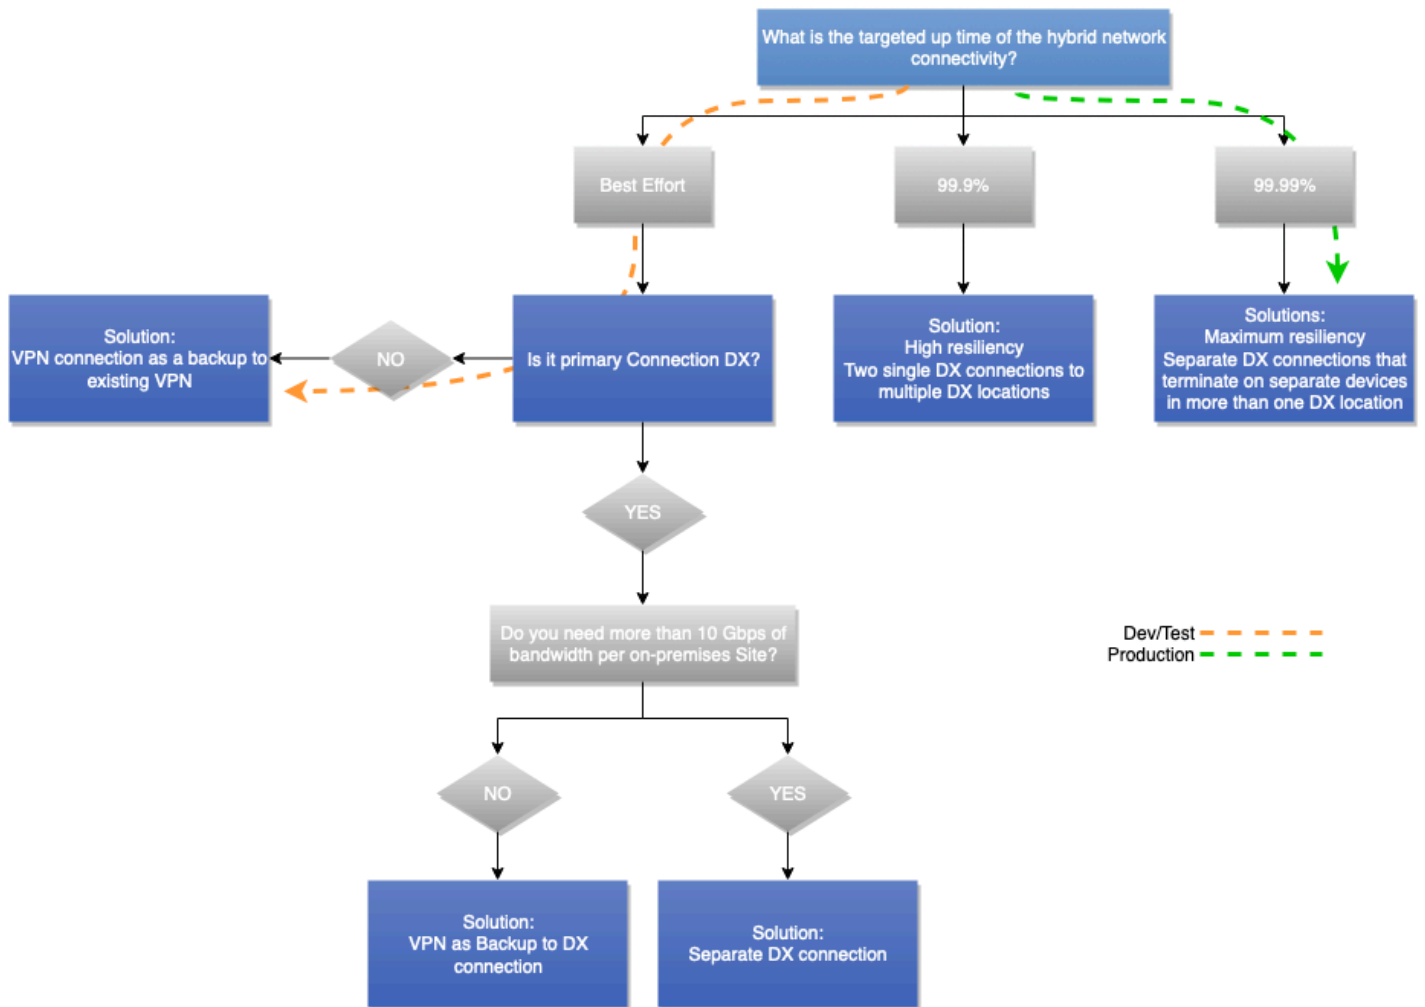 What is the targeted up time of the hybrid network
connectivity?
Best Effort
99.9%
99.99%
Solution:
VPN connection as a backup to
existing VPN
NO
Is it primary Connection DX?
Solution:
High resiliency
Two single DX connections to
multiple DX locations
Solutions:
Maximum resiliency
Separate DX connections that
terminate on separate devices
in more than one DX location
YES
Do you need more than 10 Gbps of
bandwidth per on-premises Site?
Dev/Test
Production
NO
YES
Solution:
VPN as Backup to DX
connection
Solution:
Separate DX connection